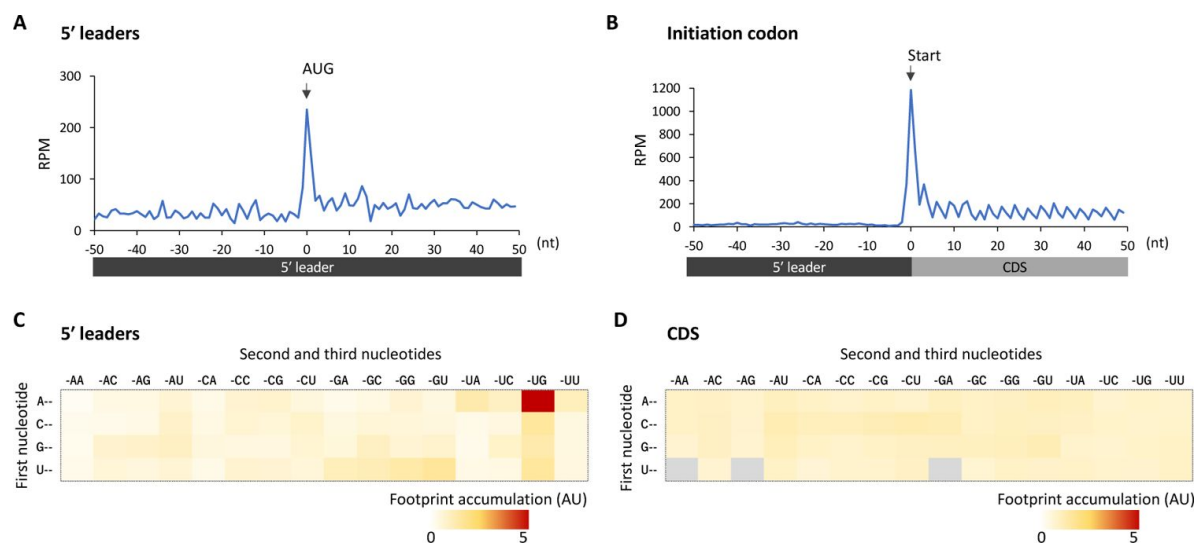 A 5′ leaders
AUG
300
200
100
0
RPM
-50 -40 -30 -20 -10 0 10 20 30 40 50 (nt)
5′ leader
B Initiation codon
Start
1200
1000
800
600
400
200
0
RPM
-50 -40 -30 -20 -10 0 10 20 30 40 50 (nt)
5′ leader CDS
C 5′ leaders
Second and third nucleotides
-AA -AC -AG -AU -CA -CC -CG -CU -GA -GC -GG -GU -UA -UC -UG -UU
First nucleotide
A--
C--
G--
U--
Footprint accumulation (AU)
0 5
D CDS
Second and third nucleotides
-AA -AC -AG -AU -CA -CC -CG -CU -GA -GC -GG -GU -UA -UC -UG -UU
First nucleotide
A--
C--
G--
U--
Footprint accumulation (AU)
0 5